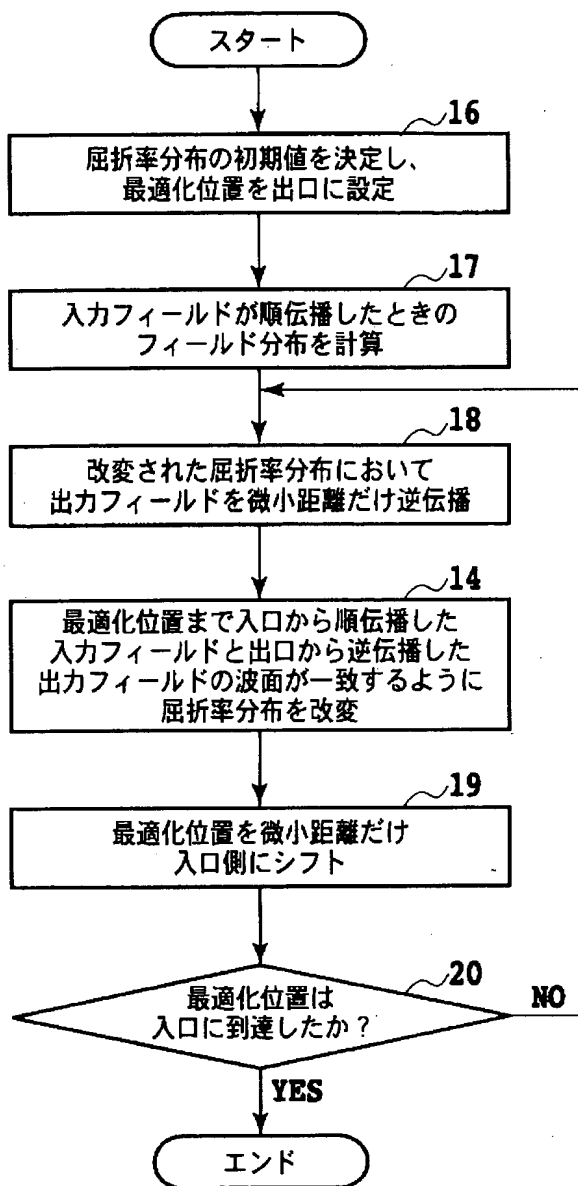 スタート
16
屈折率分布の初期値を決定し、
最適化位置を出口に設定
17
入力フィールドが順伝播したときの
フィールド分布を計算
18
改変された屈折率分布において
出力フィールドを微小距離だけ逆伝播
14
最適化位置まで入口から順伝播した
入力フィールドと出口から逆伝播した
出力フィールドの波面が一致するように
屈折率分布を改変
19
最適化位置を微小距離だけ
入口側にシフト
20
最適化位置は
入口に到達したか？
NO
YES
エンド